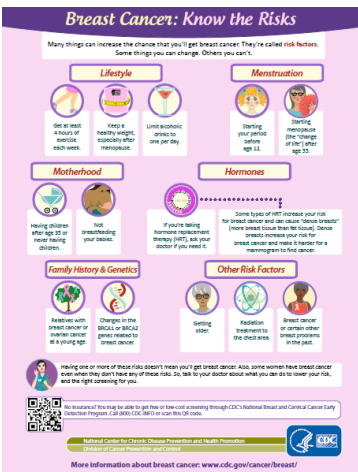 Breast Cancer: Know the Risks
Many things can increase the chance that you'll get breast cancer. They're called risk factors.
Some things you can change. Others you can't.
Lifestyle
Get at least
4 hours of
exercise
each week.
Keep a
healthy weight,
especially after
menopause.
Limit alcoholic
drinks to
one per day.
Menstruation
Starting
your period
before
age 12.
Starting
menopause
(the "change
of life") after
age 55.
Motherhood
Having children
after age 35 or
never having
children.
Not
breastfeeding
your babies.
Hormones
If you're taking
hormone replacement
therapy (HRT), ask your
doctor if you need it.
Some types of HRT increase your risk
for breast cancer and can cause "dense breasts"
(more breast tissue than fat tissue). Dense
breasts increase your risk for
breast cancer and make it harder for a
mammogram to find cancer.
Family History & Genetics
Relatives with
breast cancer or
ovarian cancer
at a young age.
Changes in the
BRCA1 or BRCA2
genes related to
breast cancer.
Other Risk Factors
Getting
older.
Radiation
treatment to
the chest area.
Breast cancer
or certain other
breast problems
in the past.
Having one or more of these risks doesn't mean you'll get breast cancer. Also, some women have breast cancer
even when they don't have any of these risks. So, talk to your doctor about what you can do to lower your risk,
and the right screening for you.
No insurance? You may be able to get free or low-cost screening through CDC's National Breast and Cervical Cancer Early
Detection Program. Call (800) CDC-INFO or scan this QR code.
National Center for Chronic Disease Prevention and Health Promotion
Division of Cancer Prevention and Control
CDC
More information about breast cancer: www.cdc.gov/cancer/breast/